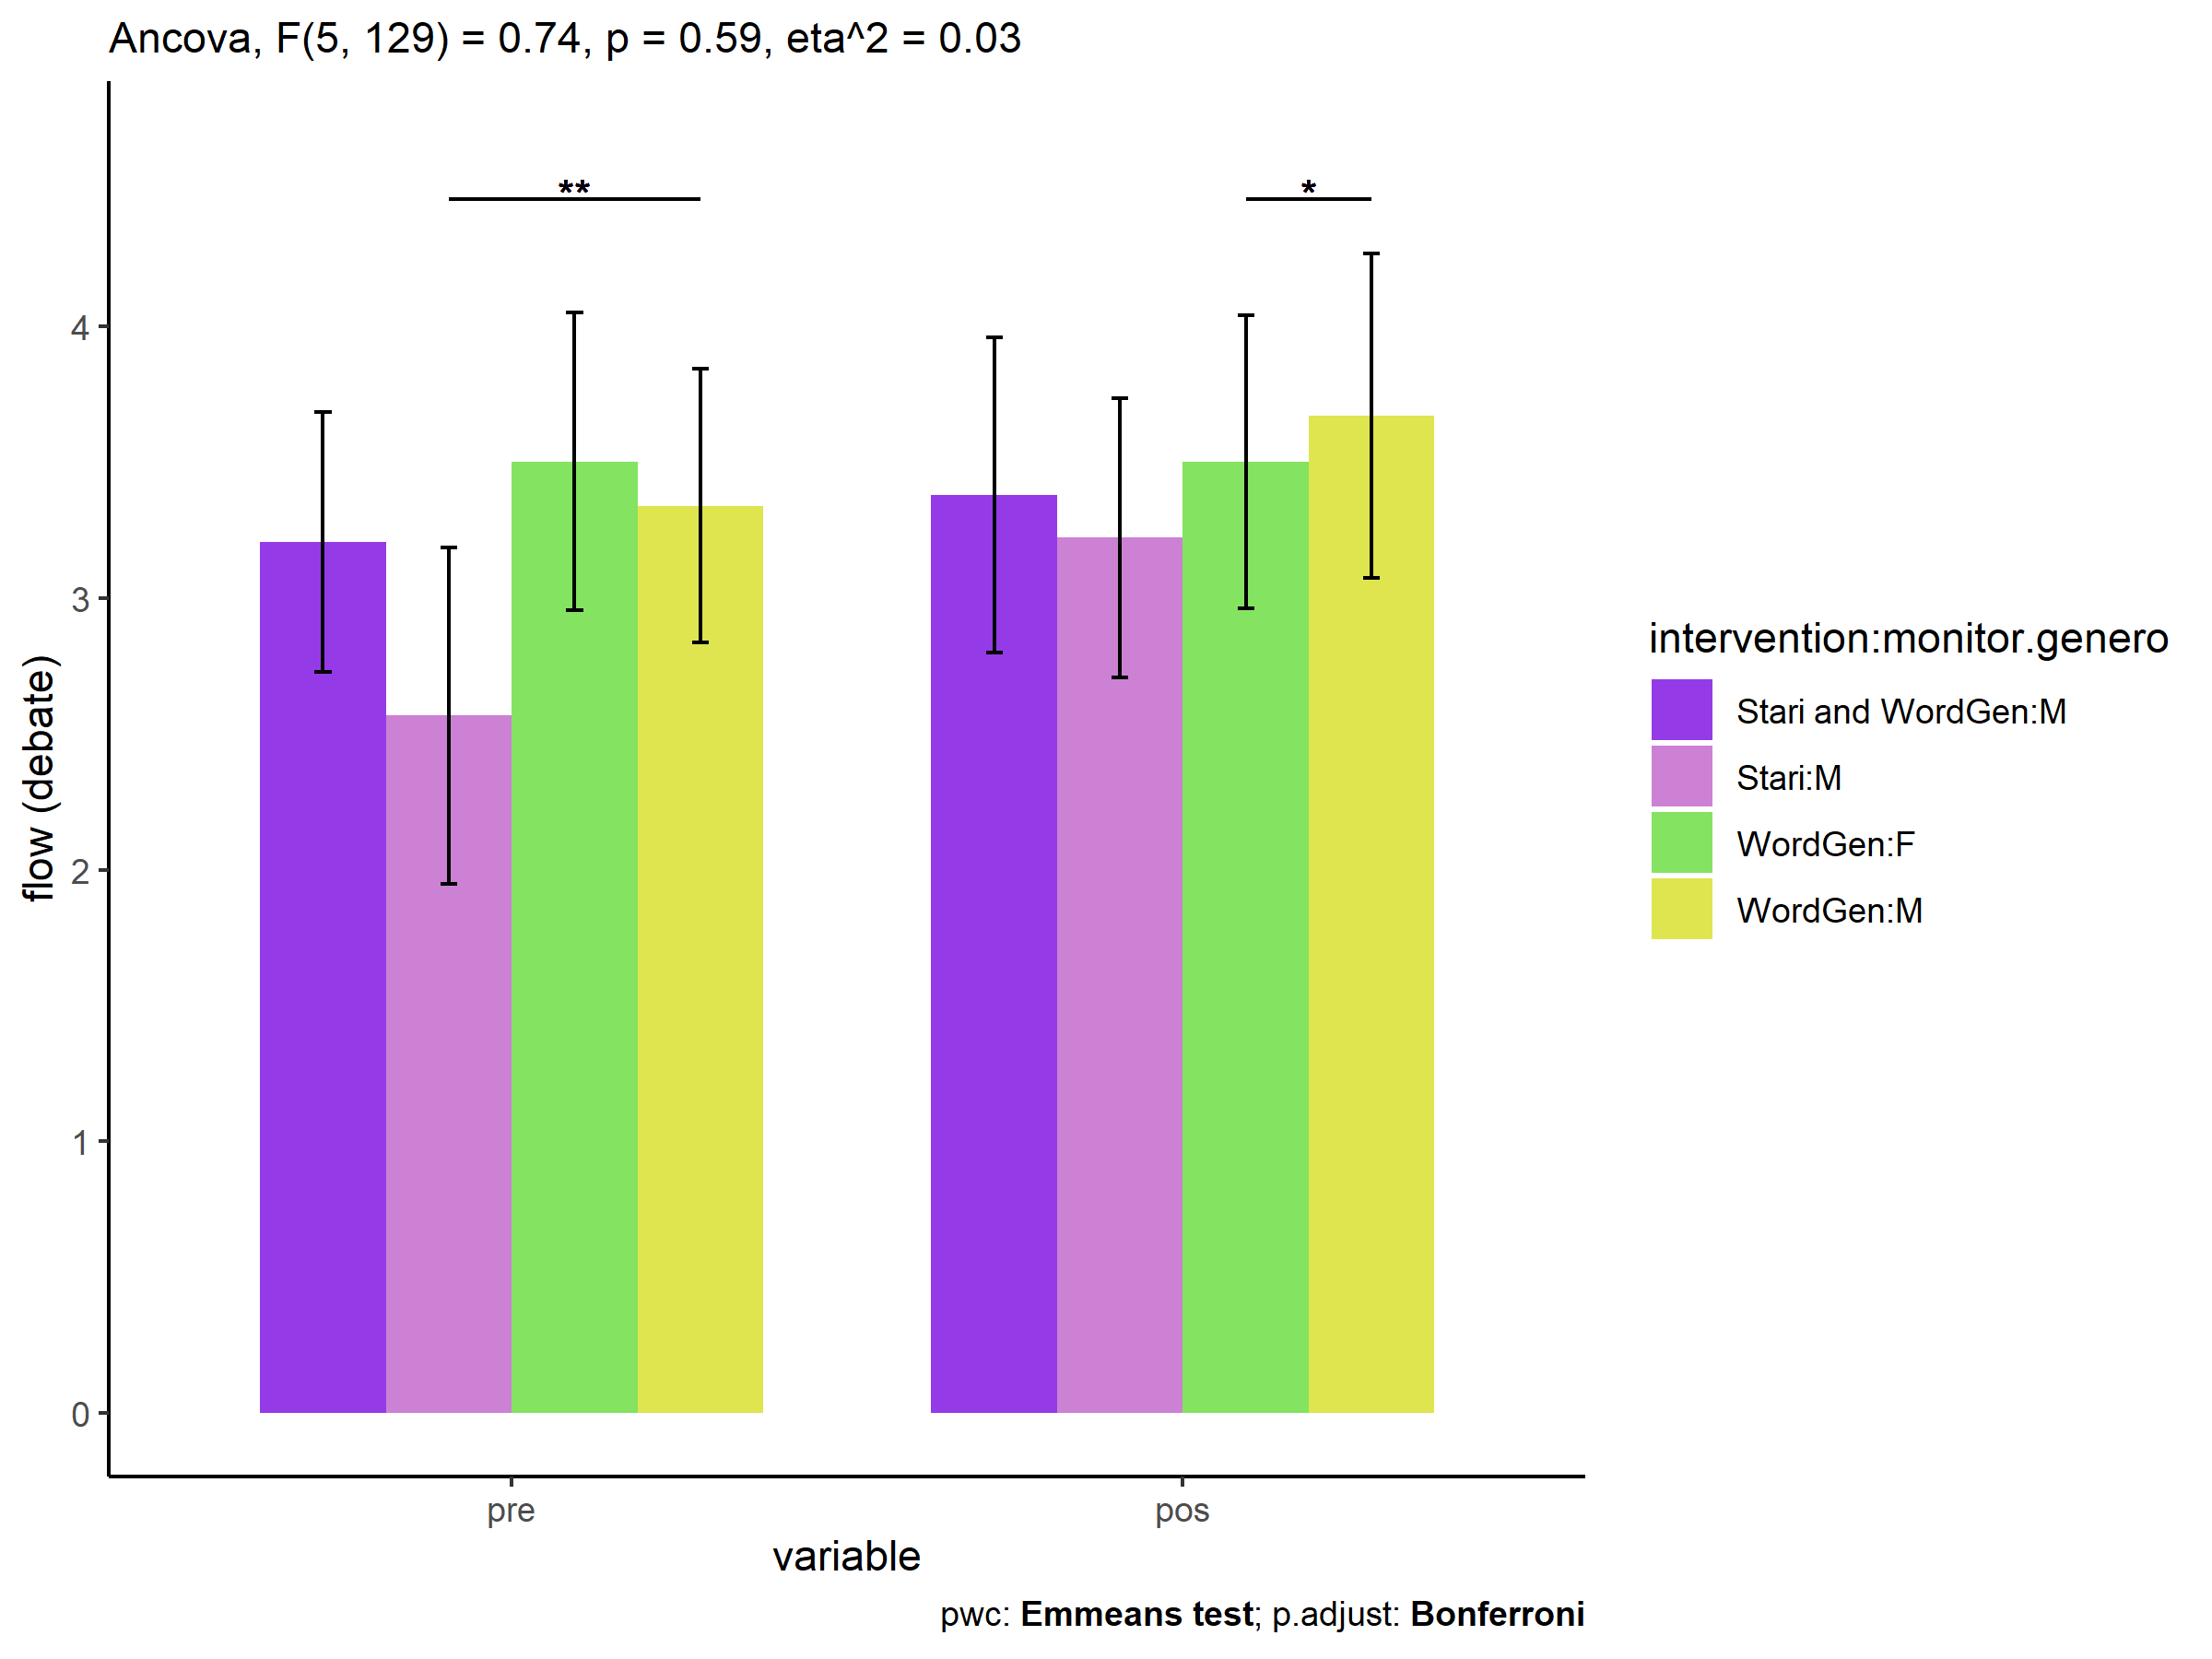 Ancova, F(5, 129) = 0.74, p = 0.59, eta^2 = 0.03
**
*
4
3
2
1
0
flow (debate)
pre
pos
variable
pwc: Emmeans test; p.adjust: Bonferroni
intervention:monitor.genero
Stari and WordGen:M
Stari:M
WordGen:F
WordGen:M